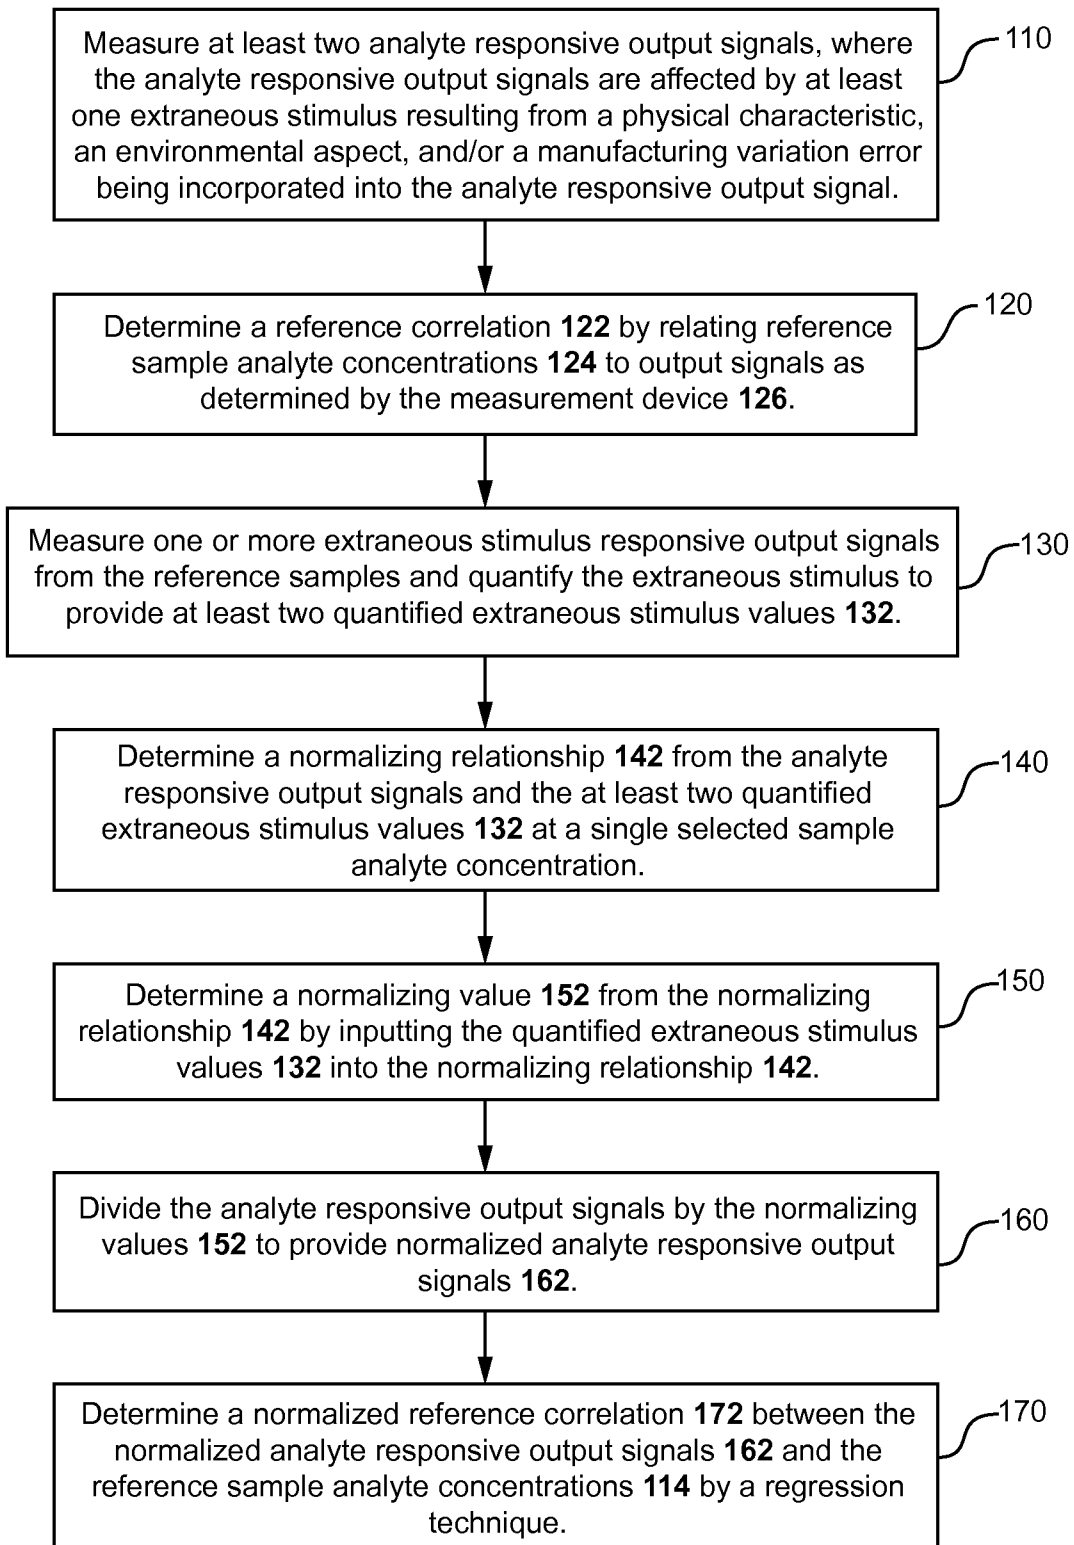 Measure at least two analyte responsive output signals, where
the analyte responsive output signals are affected by at least
one extraneous stimulus resulting from a physical characteristic,
an environmental aspect, and/or a manufacturing variation error
being incorporated into the analyte responsive output signal.
110
Determine a reference correlation 122 by relating reference
sample analyte concentrations 124 to output signals as
determined by the measurement device 126.
120
Measure one or more extraneous stimulus responsive output signals
from the reference samples and quantify the extraneous stimulus to
provide at least two quantified extraneous stimulus values 132.
130
Determine a normalizing relationship 142 from the analyte
responsive output signals and the at least two quantified
extraneous stimulus values 132 at a single selected sample
analyte concentration.
140
Determine a normalizing value 152 from the normalizing
relationship 142 by inputting the quantified extraneous stimulus
values 132 into the normalizing relationship 142.
150
Divide the analyte responsive output signals by the normalizing
values 152 to provide normalized analyte responsive output
signals 162.
160
Determine a normalized reference correlation 172 between the
normalized analyte responsive output signals 162 and the
reference sample analyte concentrations 114 by a regression
technique.
170